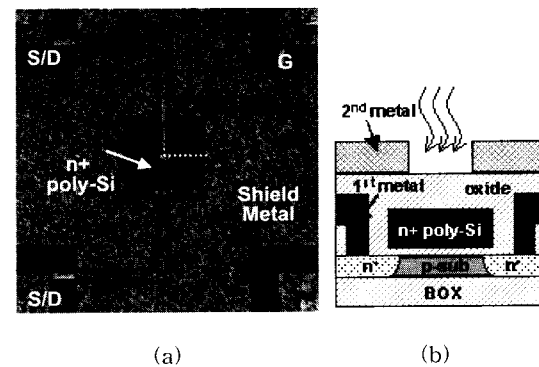 S/D
G
n+
poly-Si
Shield
Metal
S/D
(a)
2nd metal
1st metal
oxide
n+ poly-Si
n+
p-sub
n+
BOX
(b)